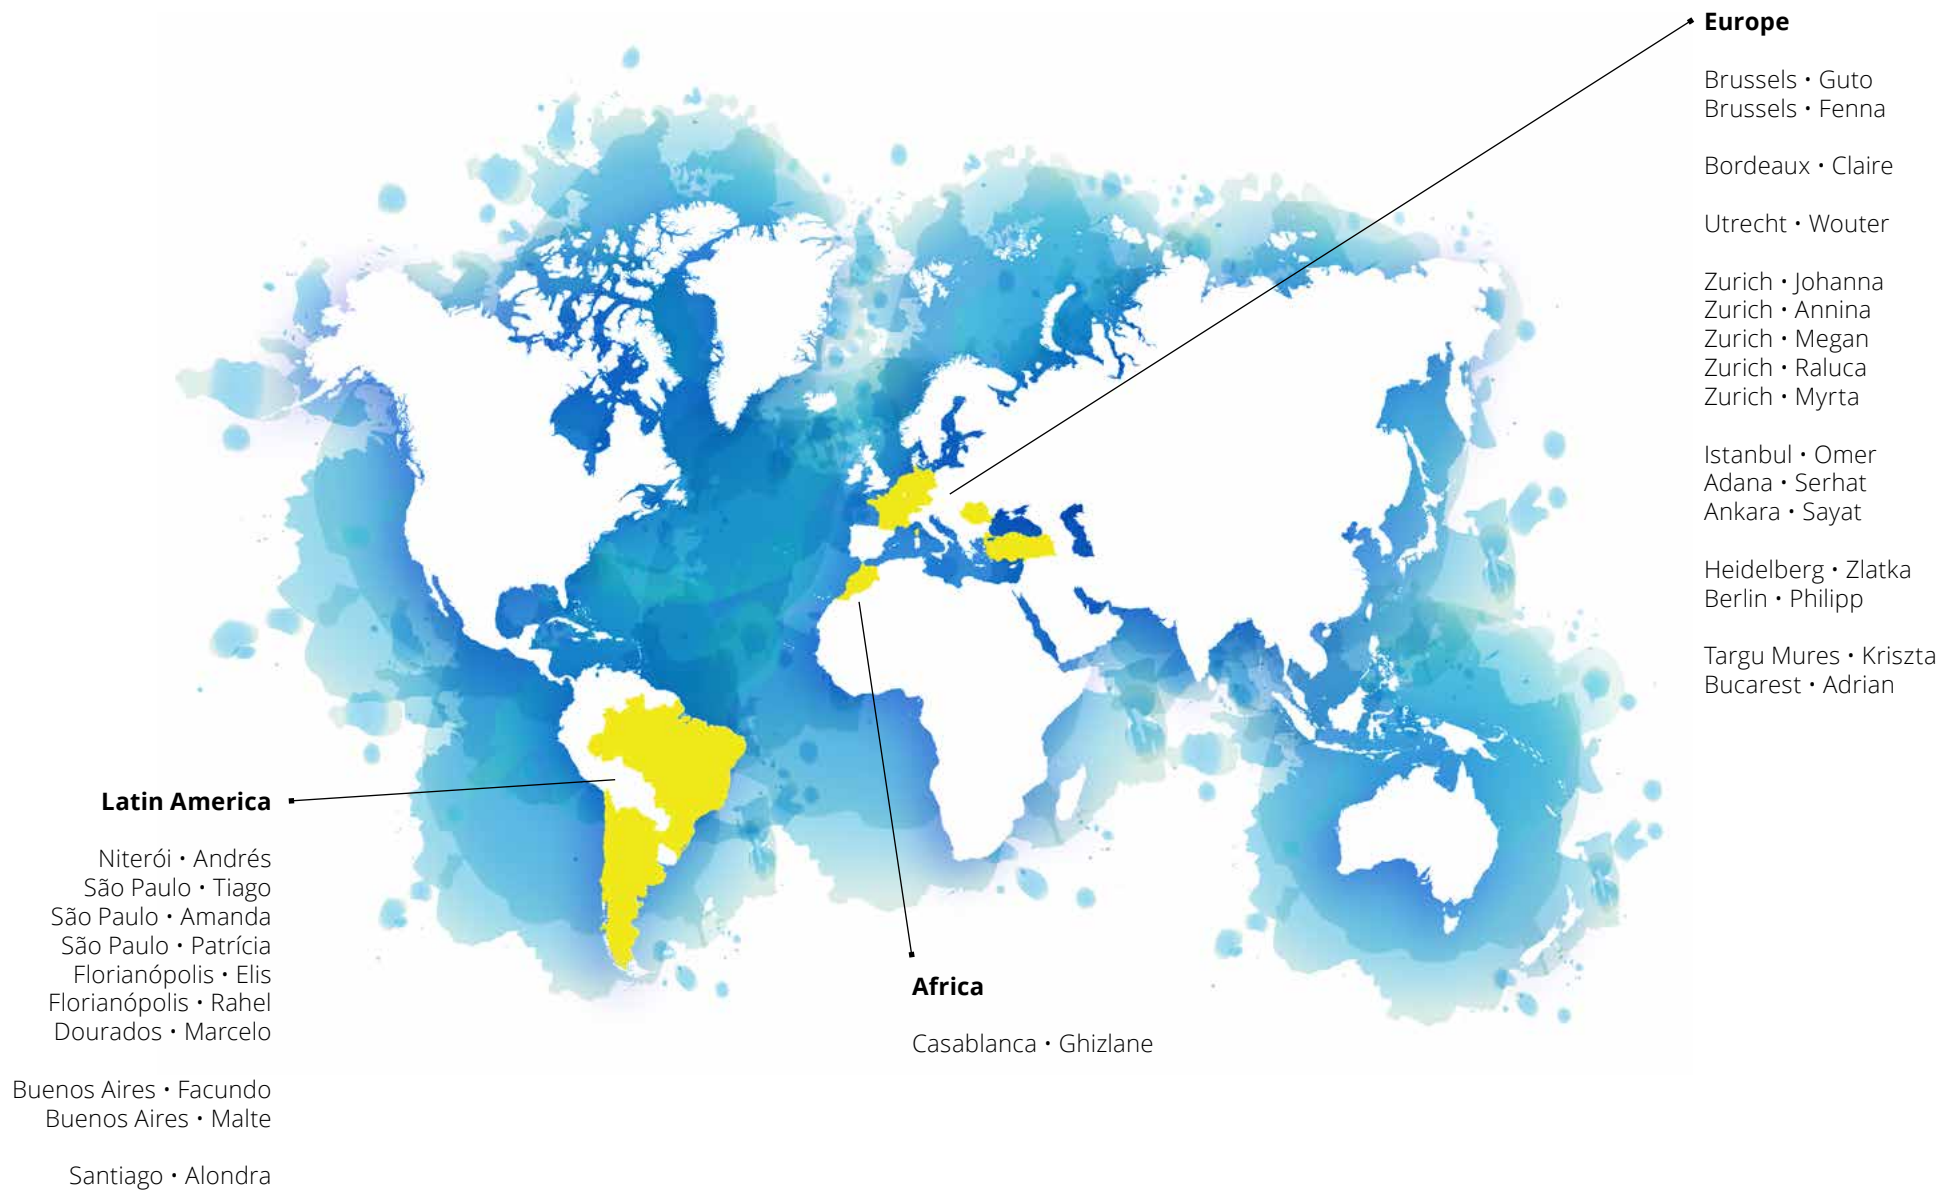 Europe
Brussels • Guto
Brussels • Fenna
Bordeaux • Claire
Utrecht • Wouter
Zurich • Johanna
Zurich • Annina
Zurich • Megan
Zurich • Raluca
Zurich • Myrta
Istanbul • Omer
Adana • Serhat
Ankara • Sayat
Heidelberg • Zlatka
Berlin • Philipp
Targu Mures • Kriszta
Bucarest • Adrian
Latin America
Niterói • Andrés
São Paulo • Tiago
São Paulo • Amanda
São Paulo • Patrícia
Florianópolis • Elis
Florianópolis • Rahel
Dourados • Marcelo
Buenos Aires • Facundo
Buenos Aires • Malte
Santiago • Alondra
Africa
Casablanca • Ghizlane